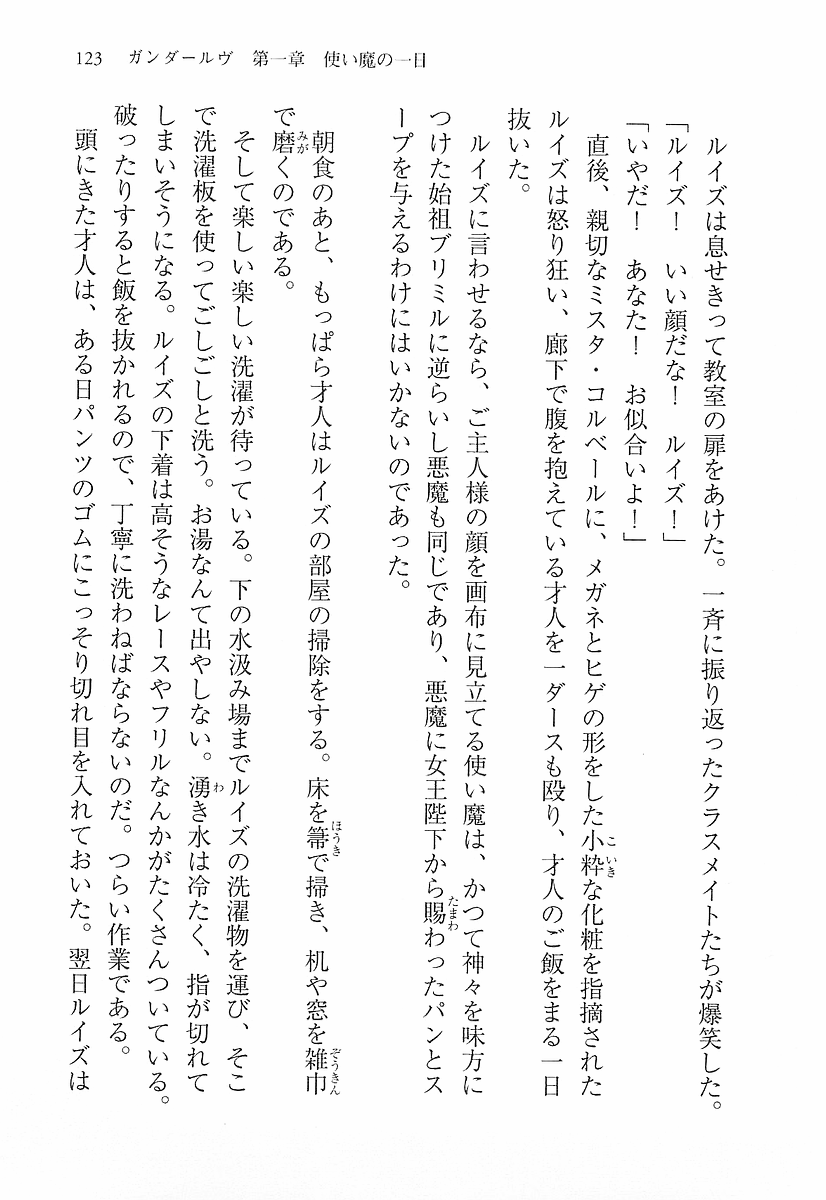 123　ガンダールヴ　第一章　使い魔の一日
　ルイズは息せきって教室の扉をあけた。一斉に振り返ったクラスメイトたちが爆笑した。
「ルイズ！　いい顔だな！　ルイズ！」
「いやだ！　あなた！　お似合いよ！」
　直後、親切なミスタ・コルベールに、メガネとヒゲの形をした小粋な化粧を指摘された
ルイズは怒り狂い、廊下で腹を抱えている才人を一ダースも殴り、才人のご飯をまる一日
抜いた。
　ルイズに言わせるなら、ご主人様の顔を画布に見立てる使い魔は、かつて神々を味方に
つけた始祖ブリミルに逆らいし悪魔も同じであり、悪魔に女王陛下から賜わったパンとス
ープを与えるわけにはいかないのであった。
　朝食のあと、もっぱら才人はルイズの部屋の掃除をする。床を箒で掃き、机や窓を雑巾
で磨くのである。
　そして楽しい楽しい洗濯が待っている。下の水汲み場までルイズの洗濯物を運び、そこ
で洗濯板を使ってごしごしと洗う。お湯なんて出やしない。湧き水は冷たく、指が切れて
しまいそうになる。ルイズの下着は高そうなレースやフリルなんかがたくさんついている。
破ったりすると飯を抜かれるので、丁寧に洗わねばならないのだ。つらい作業である。
　頭にきた才人は、ある日パンツのゴムにこっそり切れ目を入れておいた。翌日ルイズは